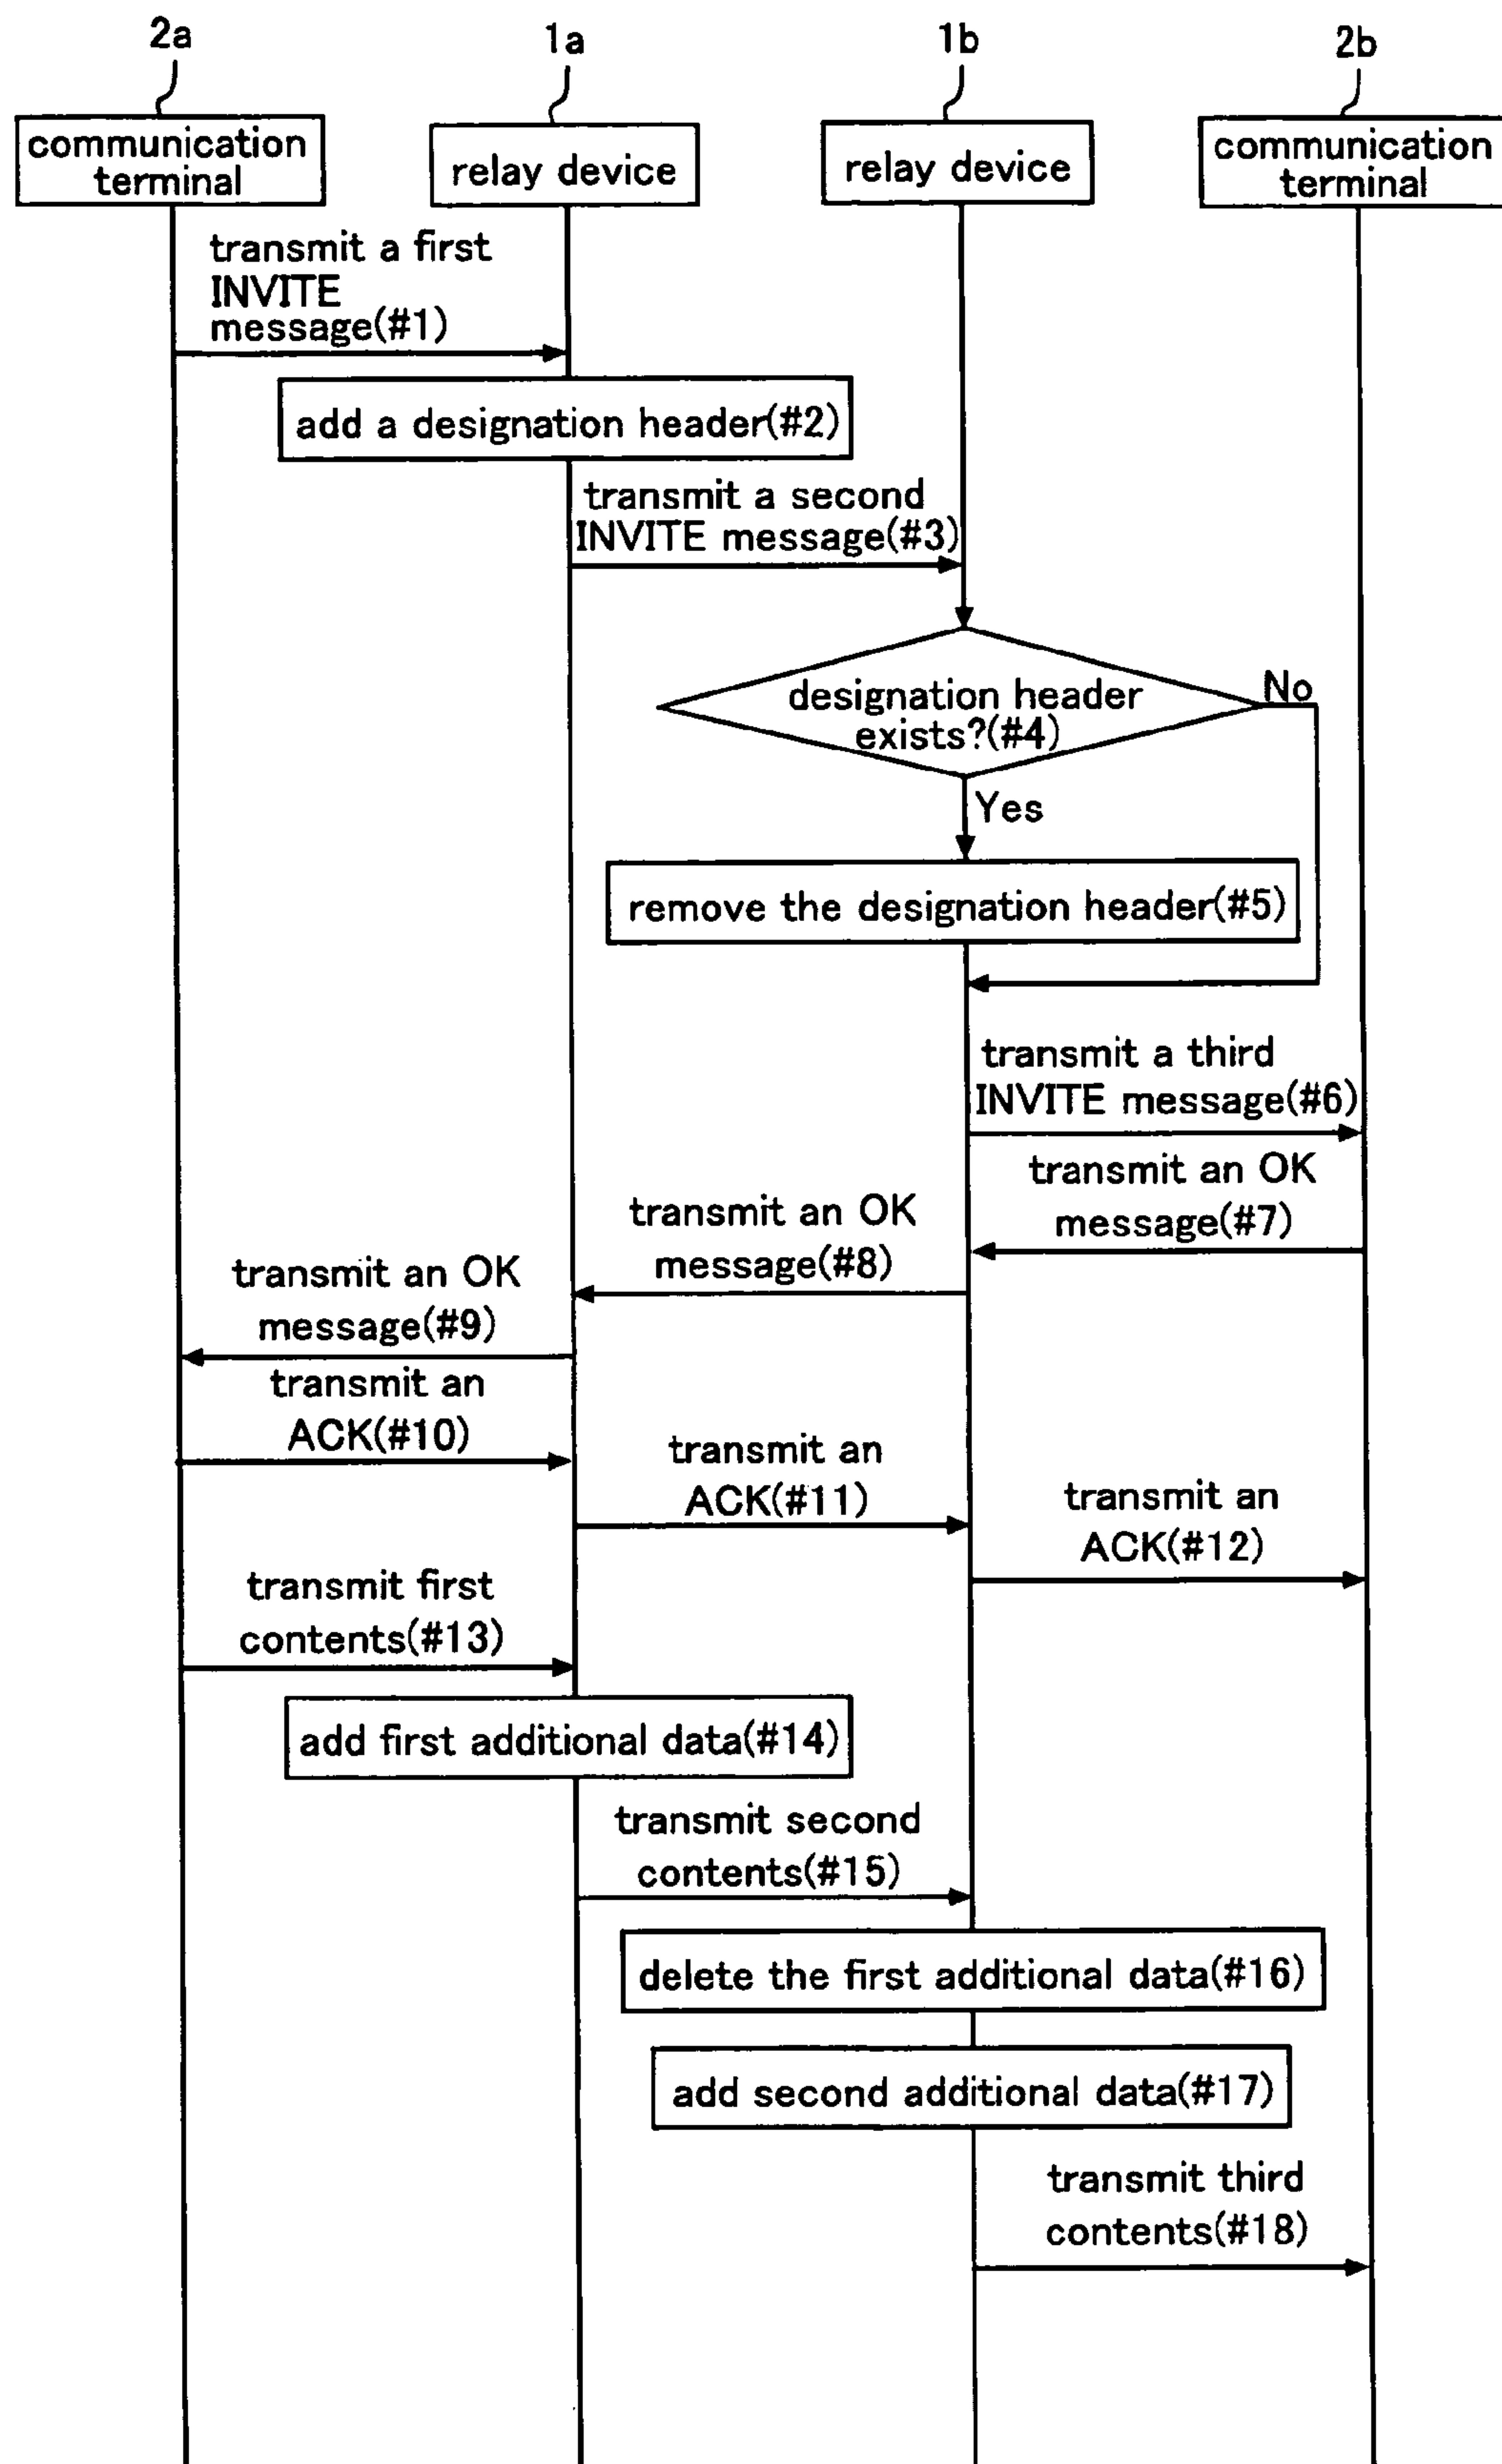 2a
1a
1b
2b
communication
terminal
relay device
relay device
communication
terminal
transmit a first
INVITE
message(#1)
add a designation header(#2)
transmit a second
INVITE message(#3)
designation header
exists?(#4)
No
Yes
remove the designation header(#5)
transmit a third
INVITE message(#6)
transmit an OK
message(#7)
transmit an OK
message(#8)
transmit an OK
message(#9)
transmit an
ACK(#10)
transmit an
ACK(#11)
transmit an
ACK(#12)
transmit first
contents(#13)
add first additional data(#14)
transmit second
contents(#15)
delete the first additional data(#16)
add second additional data(#17)
transmit third
contents(#18)